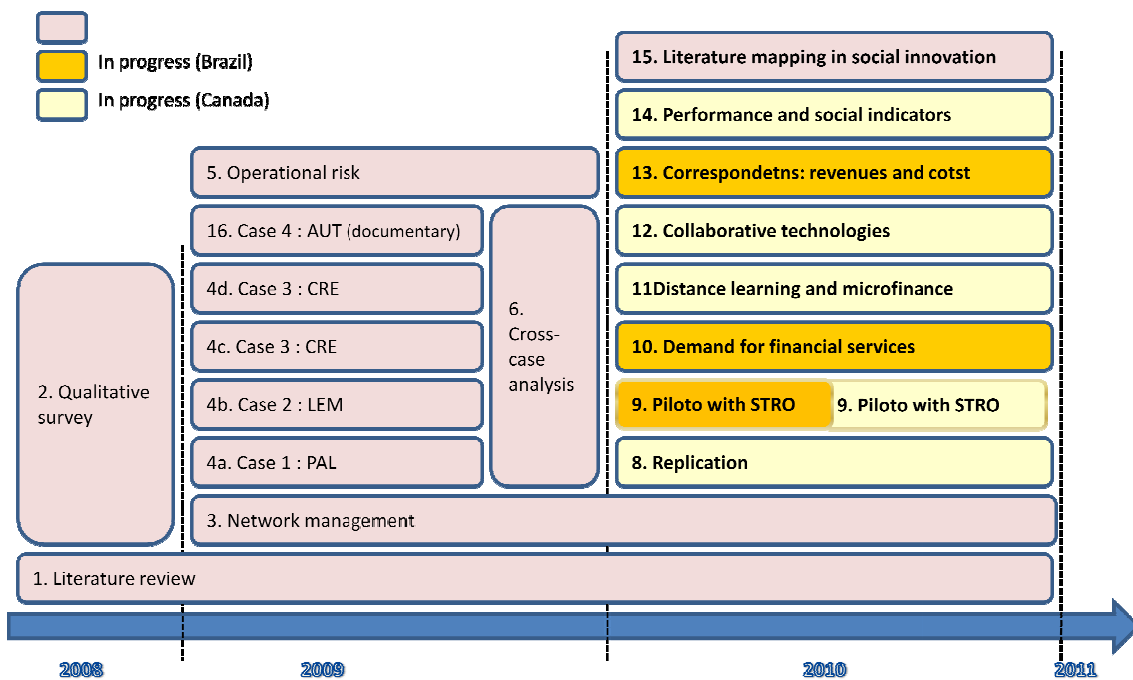 In progress (Brazil)
In progress (Canada)
15. Literature mapping in social innovation
14. Performance and social indicators
5. Operational risk
13. Correspondetns: revenues and cotst
16. Case 4 : AUT (documentary)
12. Collaborative technologies
4d. Case 3 : CRE
11Distance learning and microfinance
6.
Cross-
case
analysis
4c. Case 3 : CRE
10. Demand for financial services
2. Qualitative
survey
4b. Case 2 : LEM
9. Piloto with STRO
9. Piloto with STRO
4a. Case 1 : PAL
8. Replication
3. Network management
1. Literature review
2008
2009
2010
2011